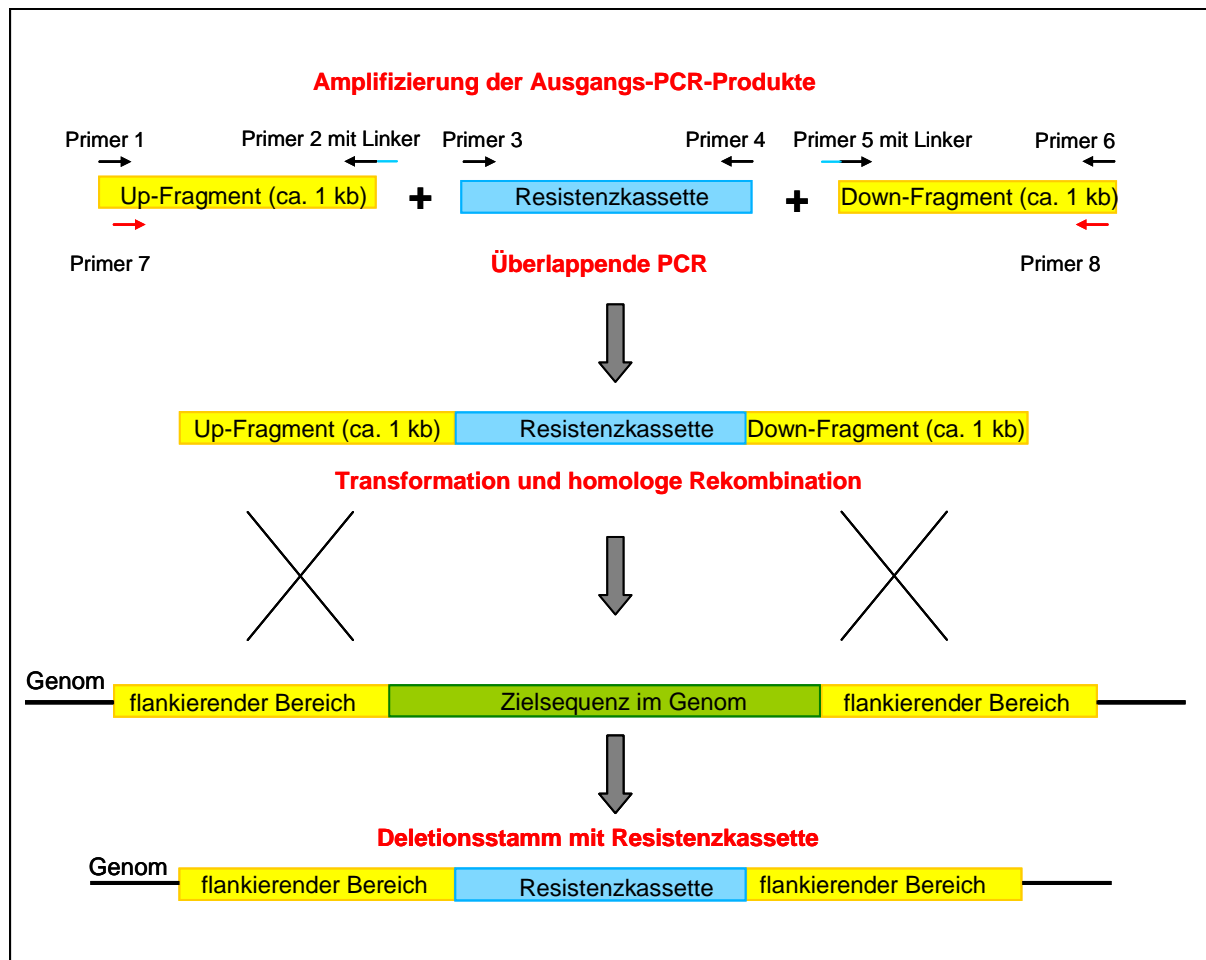 Amplifizierung der Ausgangs-PCR-Produkte
Primer 1
Primer 2 mit Linker
Primer 3
Primer 4
Primer 5 mit Linker
Primer 6
Up-Fragment (ca. 1 kb)
+
Resistenzkassette
+
Down-Fragment (ca. 1 kb)
Primer 7
Überlappende PCR
Primer 8
Up-Fragment (ca. 1 kb)
Resistenzkassette
Down-Fragment (ca. 1 kb)
Transformation und homologe Rekombination
Genom
flankierender Bereich
Zielsequenz im Genom
flankierender Bereich
Deletionsstamm mit Resistenzkassette
Genom
flankierender Bereich
Resistenzkassette
flankierender Bereich